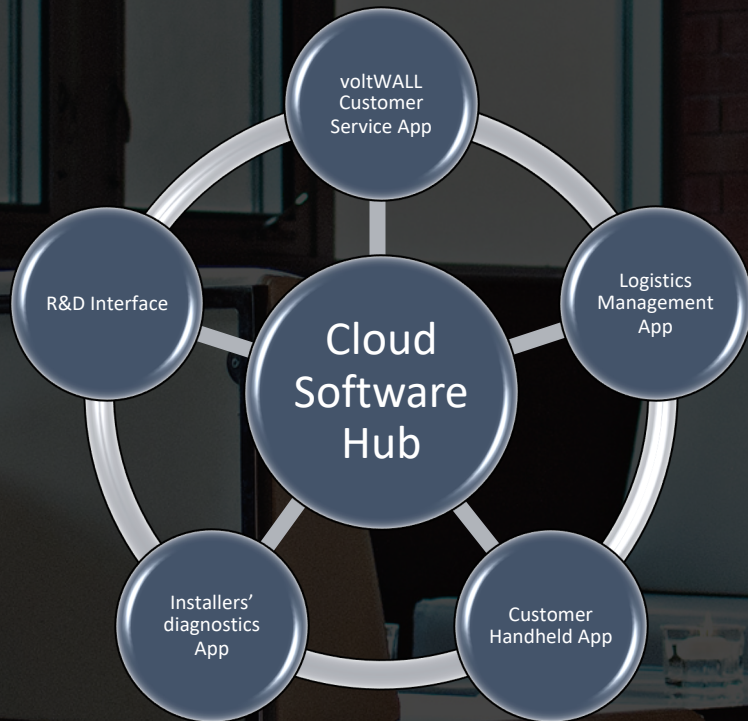 voltWALL
Customer
Service App
Logistics
Management
App
Customer
Handheld App
Installers’
diagnostics
App
R&D Interface
Cloud
Software
Hub